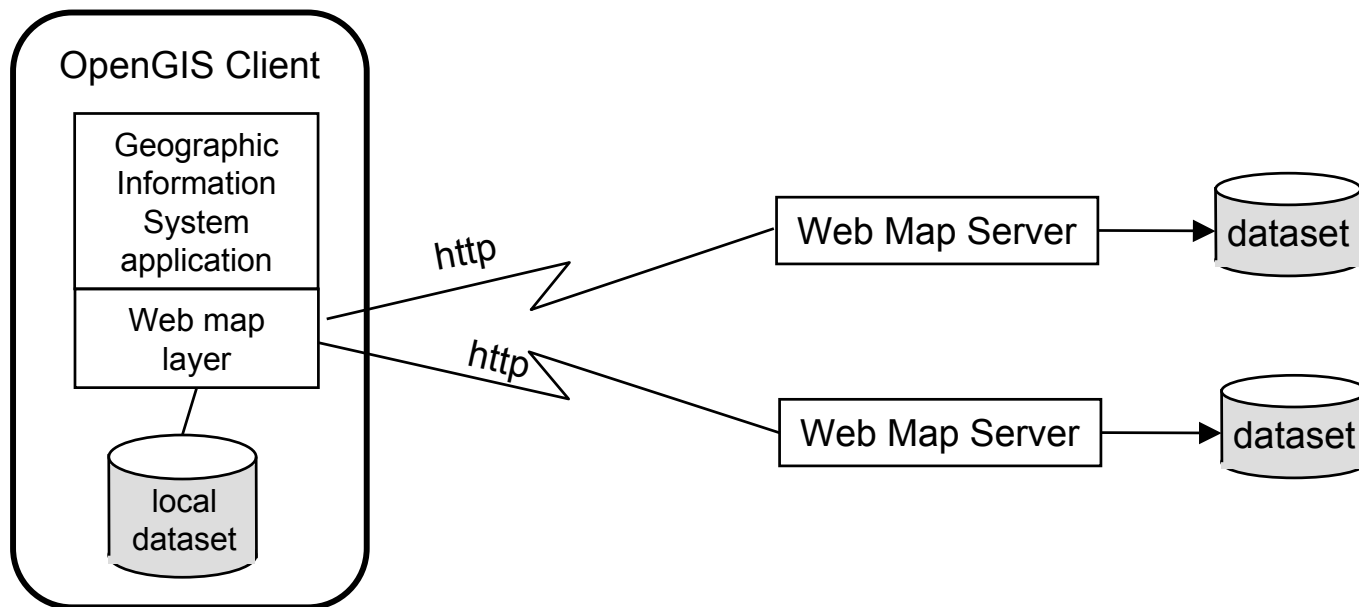 OpenGIS Client
Geographic
Information
System
application
Web map
layer
local
dataset
http
http
Web Map Server
dataset
Web Map Server
dataset